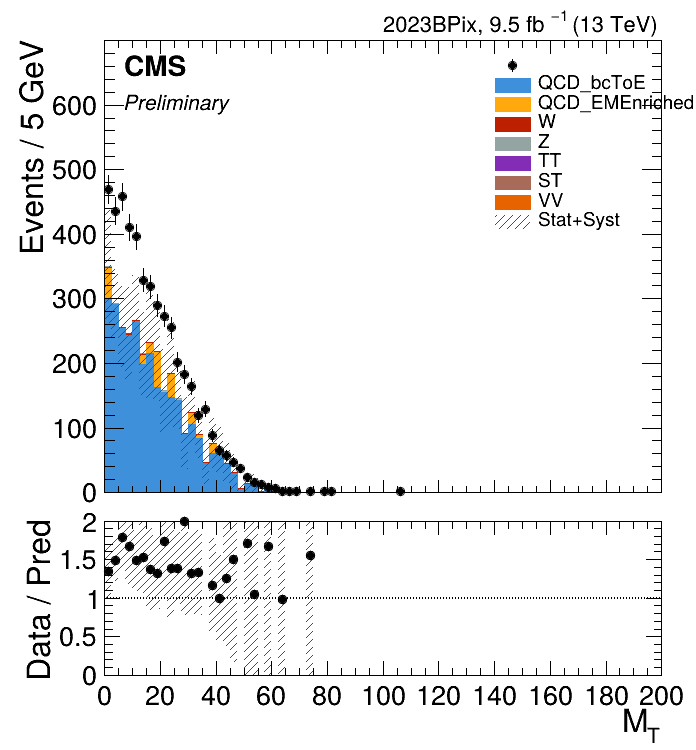 2023BPix, 9.5 fb⁻¹ (13 TeV)
CMS
Preliminary
QCD_bcToE
QCD_EMEnriched
W
Z
TT
ST
VV
Stat+Syst
Events / 5 GeV
600
500
400
300
200
100
0
Data / Pred
2
1.5
1
0.5
0
0 20 40 60 80 100 120 140 160 180 200
M_T